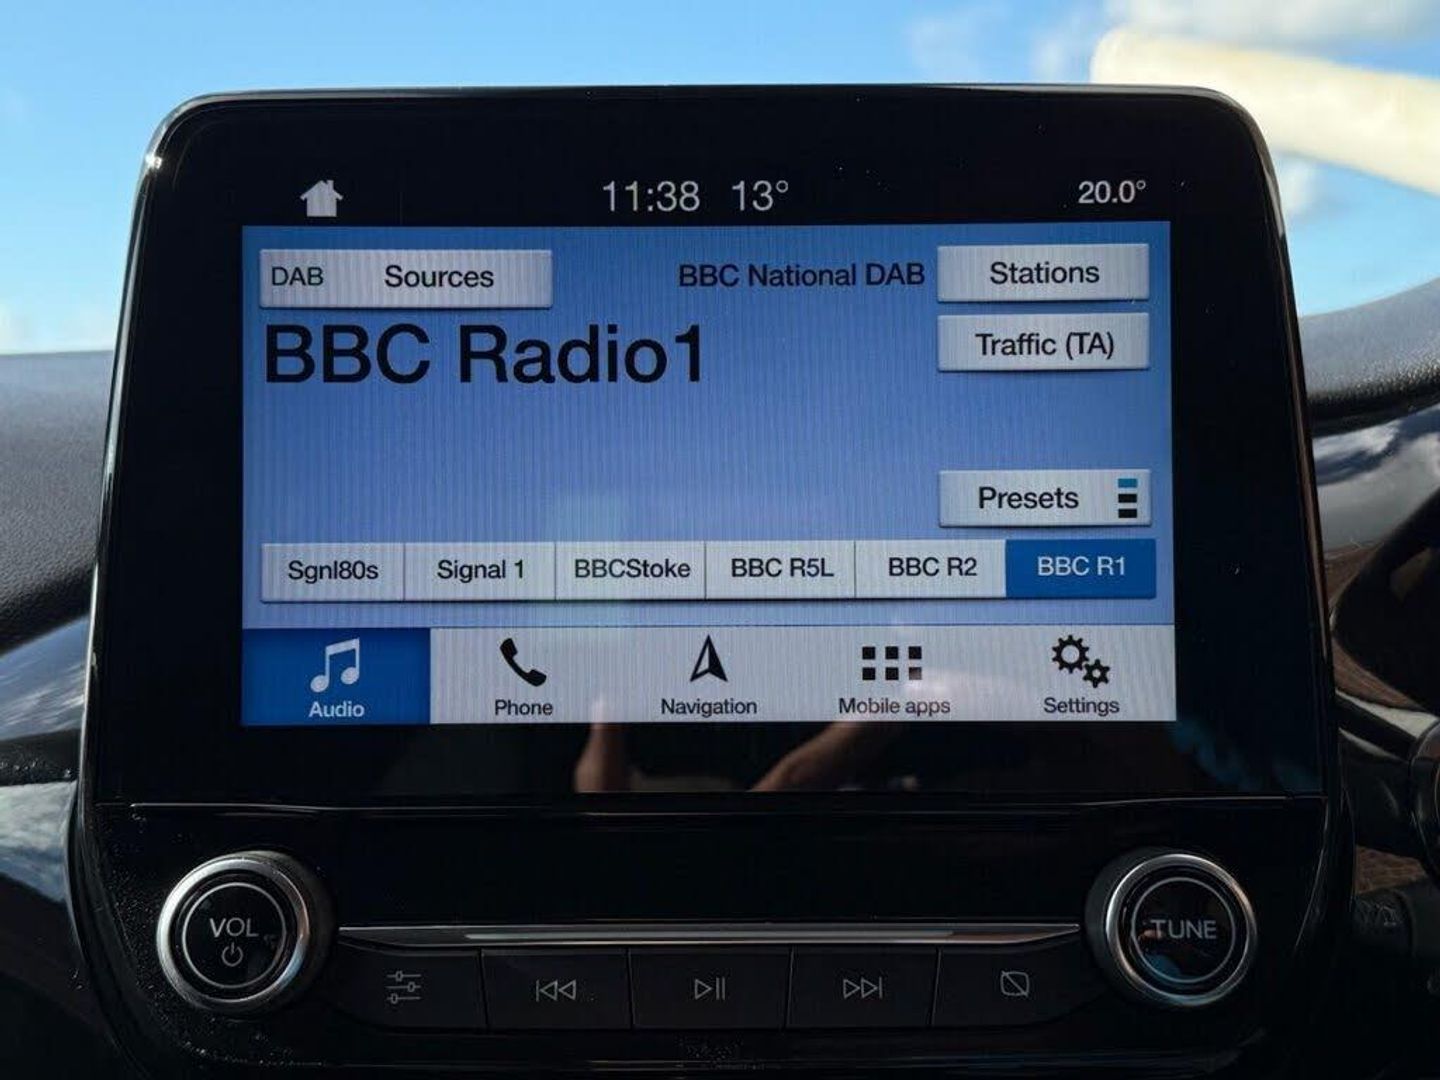 11:38 13° 20.0°
DAB Sources BBC National DAB Stations
BBC Radio1
Traffic (TA)
Presets
Sgnl80s Signal 1 BBCStoke BBC R5L BBC R2 BBC R1
Audio Phone Navigation Mobile apps Settings
VOL TUNE